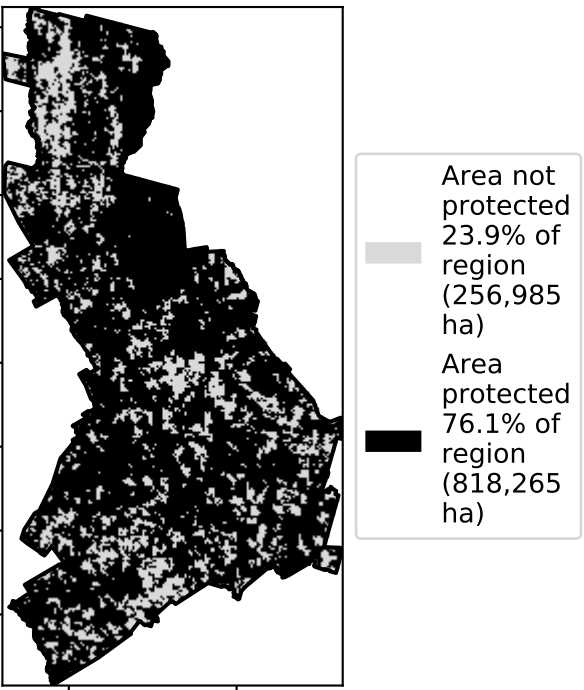 Area not
protected
23.9% of
region
(256,985
ha)
Area
protected
76.1% of
region
(818,265
ha)